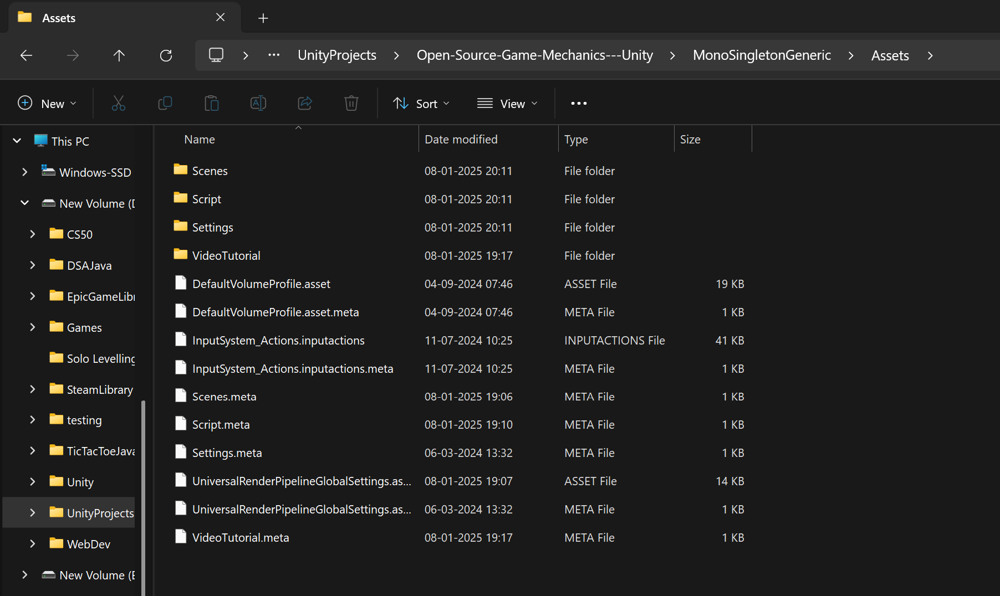 Assets
UnityProjects Open-Source-Game-Mechanics---Unity MonoSingletonGeneric Assets
New Sort View
This PC
Windows-SSD
New Volume (D
CS50
DSAJava
EpicGameLibr
Games
Solo Levelling
SteamLibrary
testing
TicTacToeJava
Unity
UnityProjects
WebDev
New Volume (E
Name Date modified Type Size
Scenes 08-01-2025 20:11 File folder
Script 08-01-2025 20:11 File folder
Settings 08-01-2025 20:11 File folder
VideoTutorial 08-01-2025 19:17 File folder
DefaultVolumeProfile.asset 04-09-2024 07:46 ASSET File 19 KB
DefaultVolumeProfile.asset.meta 04-09-2024 07:46 META File 1 KB
InputSystem_Actions.inputactions 11-07-2024 10:25 INPUTACTIONS File 41 KB
InputSystem_Actions.inputactions.meta 11-07-2024 10:25 META File 1 KB
Scenes.meta 08-01-2025 19:06 META File 1 KB
Script.meta 08-01-2025 19:10 META File 1 KB
Settings.meta 06-03-2024 13:32 META File 1 KB
UniversalRenderPipelineGlobalSettings.as... 08-01-2025 19:07 ASSET File 14 KB
UniversalRenderPipelineGlobalSettings.as... 06-03-2024 13:32 META File 1 KB
VideoTutorial.meta 08-01-2025 19:17 META File 1 KB